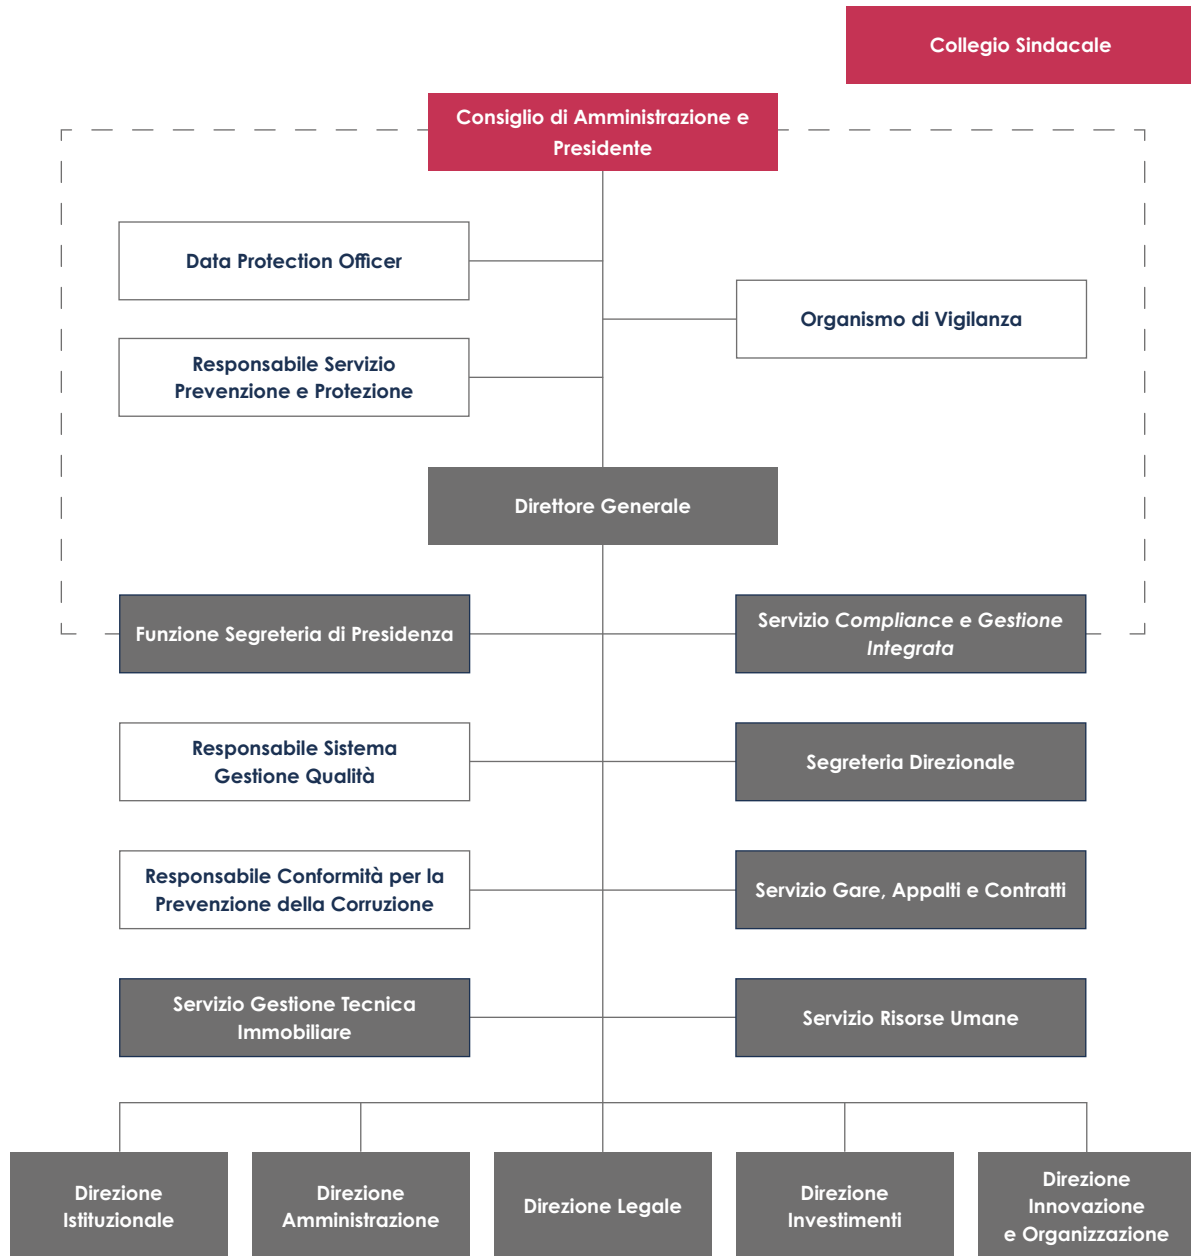 Collegio Sindacale
Consiglio di Amministrazione e
Presidente
Data Protection Officer
Organismo di Vigilanza
Responsabile Servizio
Prevenzione e Protezione
Direttore Generale
Funzione Segreteria di Presidenza
Servizio Compliance e Gestione
Integrata
Responsabile Sistema
Gestione Qualità
Segreteria Direzionale
Responsabile Conformità per la
Prevenzione della Corruzione
Servizio Gare, Appalti e Contratti
Servizio Gestione Tecnica
Immobiliare
Servizio Risorse Umane
Direzione
Istituzionale
Direzione
Amministrazione
Direzione Legale
Direzione
Investimenti
Direzione
Innovazione
e Organizzazione